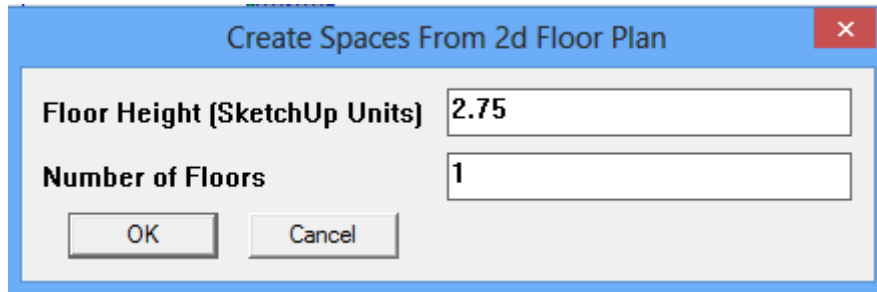 Create Spaces From 2d Floor Plan
Floor Height (SketchUp Units) 2.75
Number of Floors 1
OK Cancel